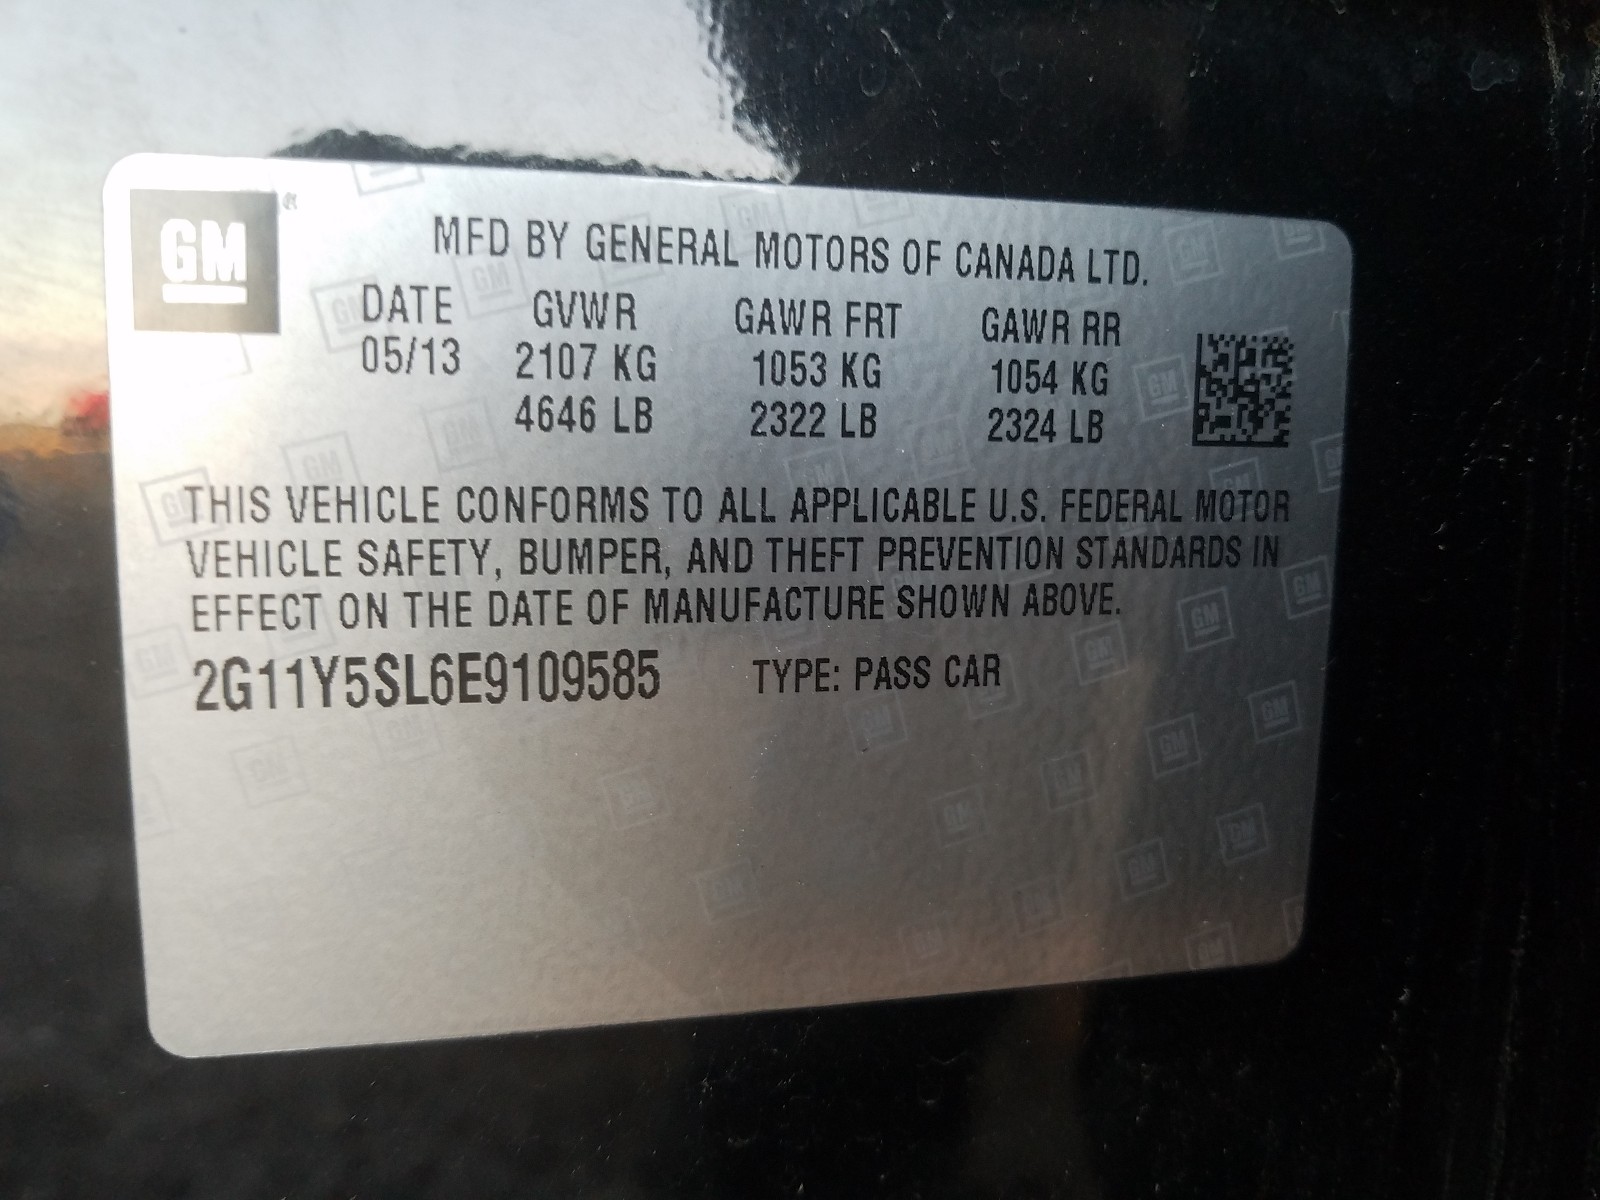 GM
MFD BY GENERAL MOTORS OF CANADA LTD.
DATE GVWR GAWR FRT GAWR RR
05/13 2107 KG 1053 KG 1054 KG
4646 LB 2322 LB 2324 LB
THIS VEHICLE CONFORMS TO ALL APPLICABLE U.S. FEDERAL MOTOR
VEHICLE SAFETY, BUMPER, AND THEFT PREVENTION STANDARDS IN
EFFECT ON THE DATE OF MANUFACTURE SHOWN ABOVE.
2G11Y5SL6E9109585 TYPE: PASS CAR